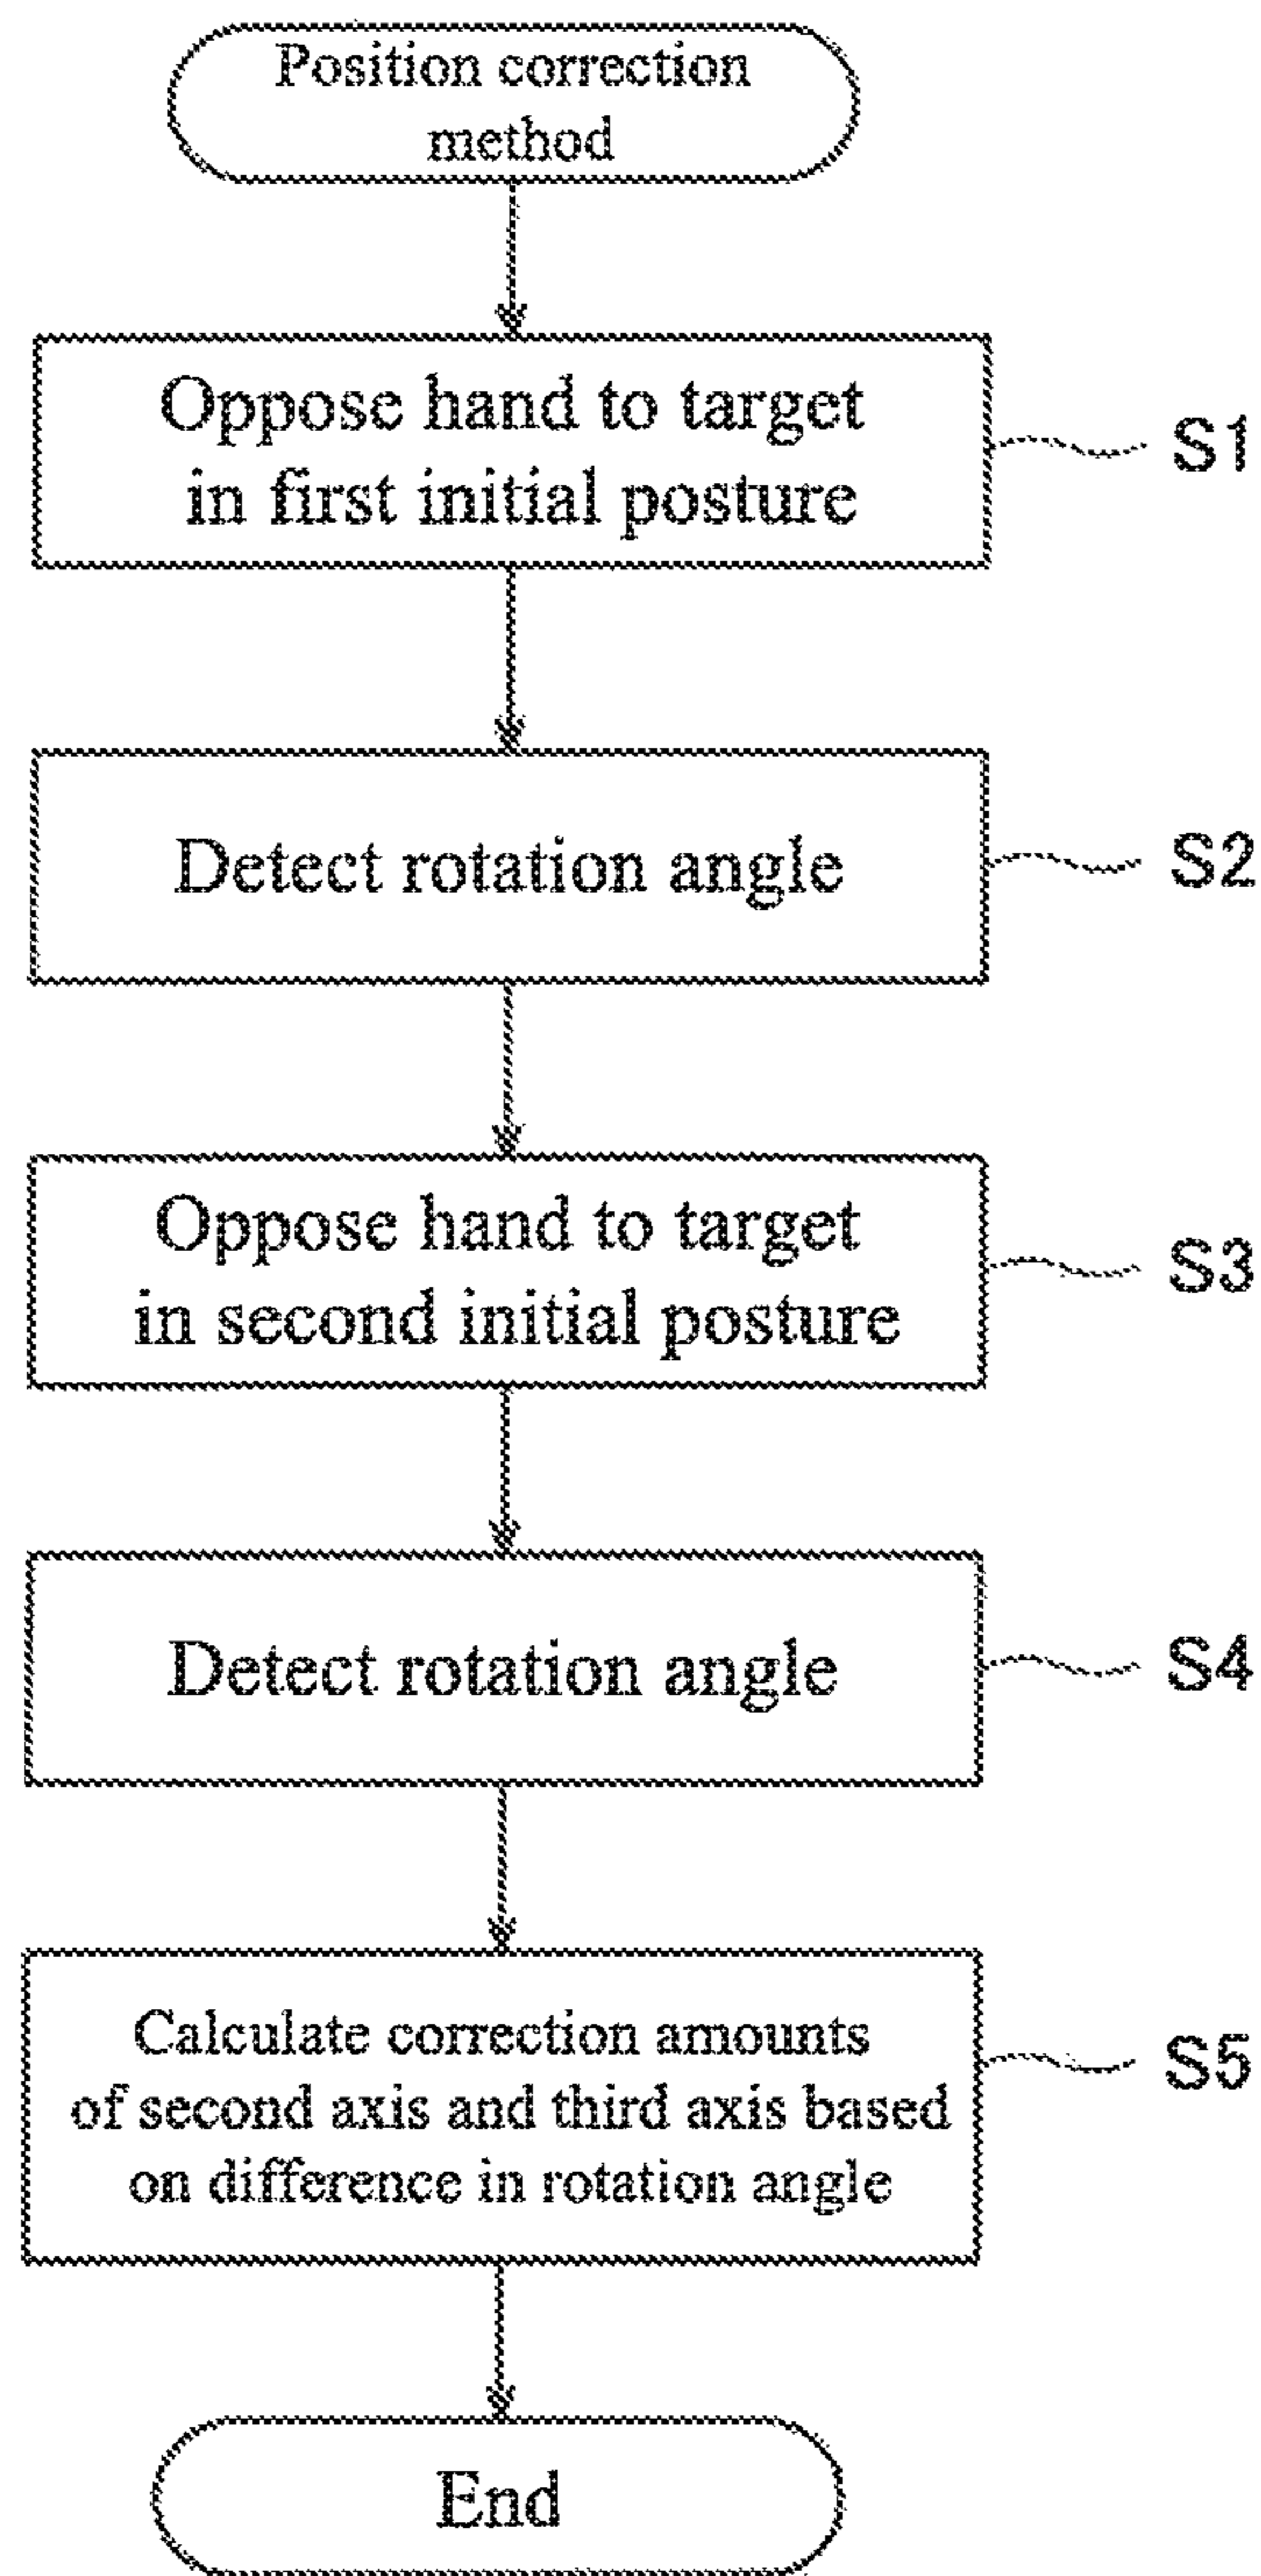 Position correction
method
Oppose hand to target
in first initial posture
S1
Detect rotation angle
S2
Oppose hand to target
in second initial posture
S3
Detect rotation angle
S4
Calculate correction amounts
of second axis and third axis based
on difference in rotation angle
S5
End